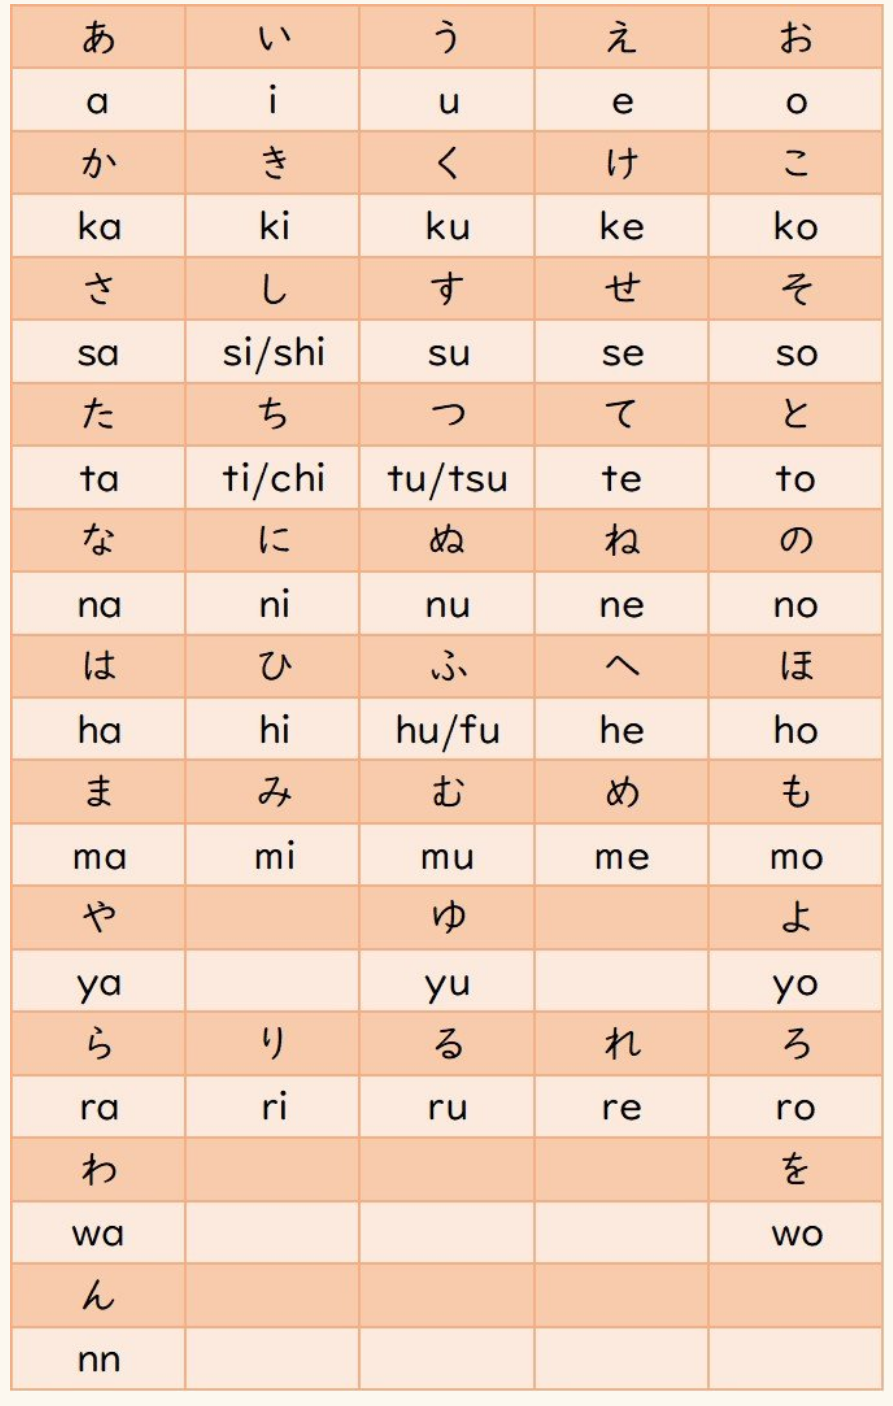 あ い う え お
a i u e o
か き く け こ
ka ki ku ke ko
さ し す せ そ
sa si/shi su se so
た ち つ て と
ta ti/chi tu/tsu te to
な に ぬ ね の
na ni nu ne no
は ひ ふ へ ほ
ha hi hu/fu he ho
ま み む め も
ma mi mu me mo
や ゆ よ
ya yu yo
ら り る れ ろ
ra ri ru re ro
わ を
wa wo
ん
nn